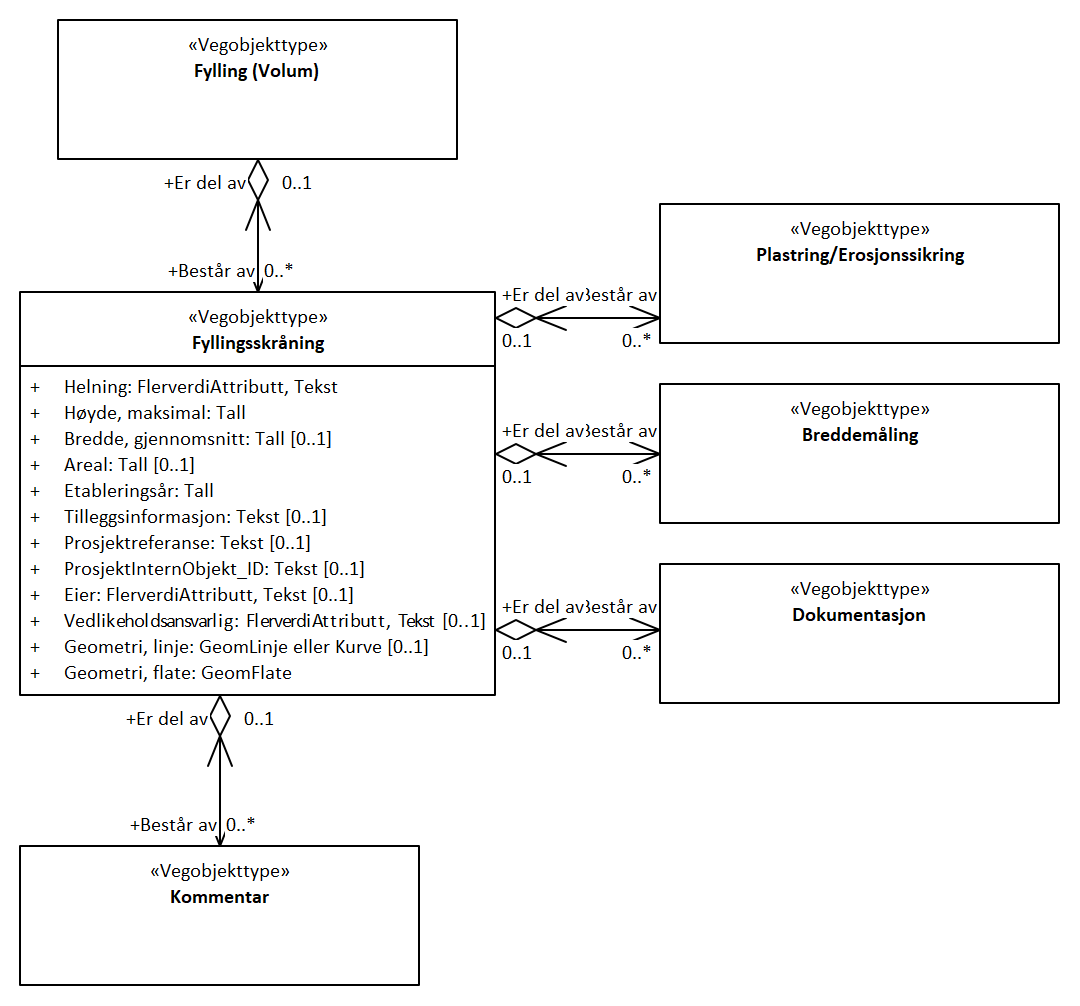 «Vegobjekttype»
Fylling (Volum)
+Er del av
0..1
+Består av
0..*
«Vegobjekttype»
Fyllingsskråning
+ Helning: FlerverdiAttributt, Tekst
+ Høyde, maksimal: Tall
+ Bredde, gjennomsnitt: Tall [0..1]
+ Areal: Tall [0..1]
+ Etableringsår: Tall
+ Tilleggsinformasjon: Tekst [0..1]
+ Prosjektreferanse: Tekst [0..1]
+ ProsjektInternObjekt_ID: Tekst [0..1]
+ Eier: FlerverdiAttributt, Tekst [0..1]
+ Vedlikeholdsansvarlig: FlerverdiAttributt, Tekst [0..1]
+ Geometri, linje: GeomLinje eller Kurve [0..1]
+ Geometri, flate: GeomFlate
+Er del av
Består av
0..1
0..*
«Vegobjekttype»
Plastring/Erosjonssikring
+Er del av
Består av
0..1
0..*
«Vegobjekttype»
Breddemåling
+Er del av
Består av
0..1
0..*
«Vegobjekttype»
Dokumentasjon
+Er del av
0..1
+Består av
0..*
«Vegobjekttype»
Kommentar